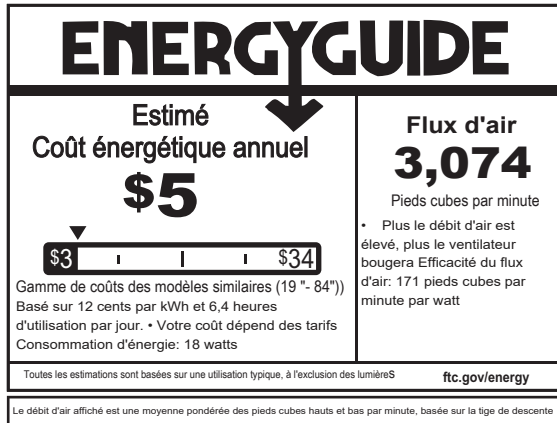 ENERGYGUIDE
Estimé
Coût énergétique annuel
$5
$3
$34
Gamme de coûts des modèles similaires (19 "- 84"))
Basé sur 12 cents par kWh et 6,4 heures
d'utilisation par jour. • Votre coût dépend des tarifs
Consommation d'énergie: 18 watts
Flux d'air
3,074
Pieds cubes par minute
• Plus le débit d'air est
élevé, plus le ventilateur
bougera Efficacité du flux
d'air: 171 pieds cubes par
minute par watt
Toutes les estimations sont basées sur une utilisation typique, à l'exclusion des lumièreS
ftc.gov/energy
Le débit d'air affiché est une moyenne pondérée des pieds cubes hauts et bas par minute, basée sur la tige de descente